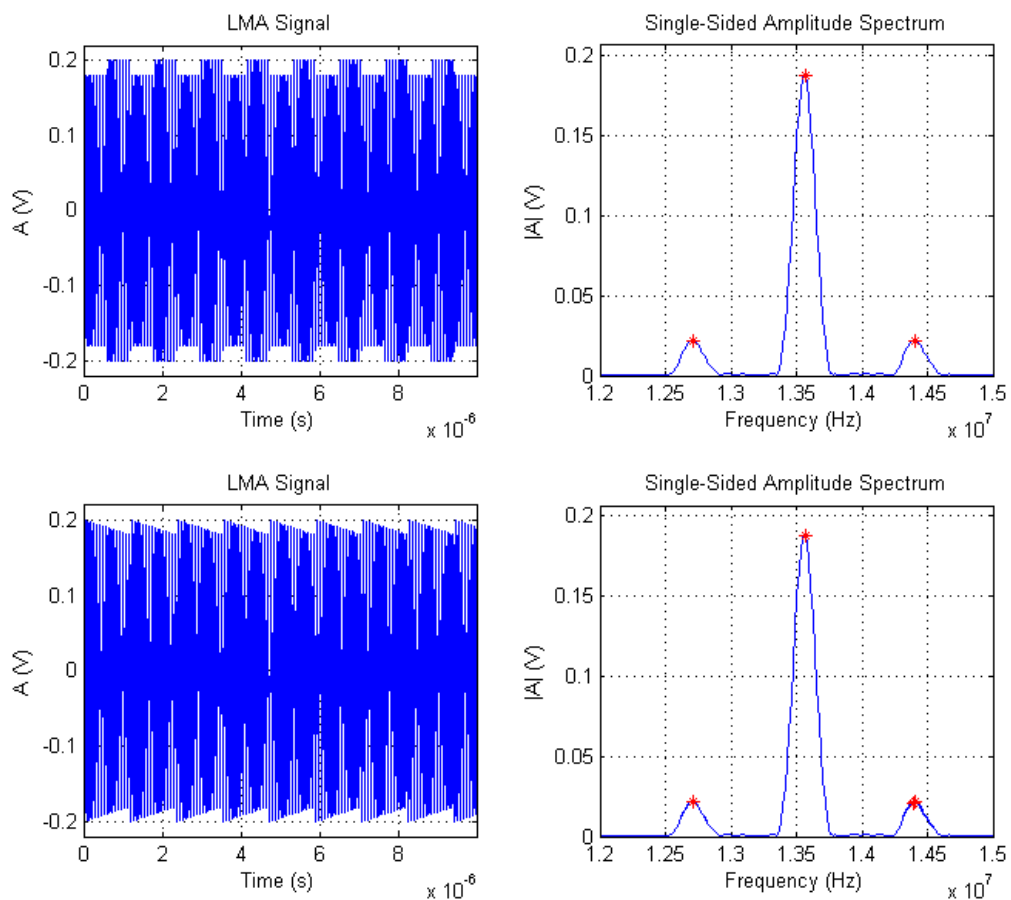 LMA Signal
0.2
0.1
0
-0.1
-0.2
A (V)
0 2 4 6 8
Time (s)
x 10^-6
Single-Sided Amplitude Spectrum
0.2
0.15
0.1
0.05
0
|A| (V)
1.2 1.25 1.3 1.35 1.4 1.45 1.5
Frequency (Hz)
x 10^7
LMA Signal
0.2
0.1
0
-0.1
-0.2
A (V)
0 2 4 6 8
Time (s)
x 10^-6
Single-Sided Amplitude Spectrum
0.2
0.15
0.1
0.05
0
|A| (V)
1.2 1.25 1.3 1.35 1.4 1.45 1.5
Frequency (Hz)
x 10^7